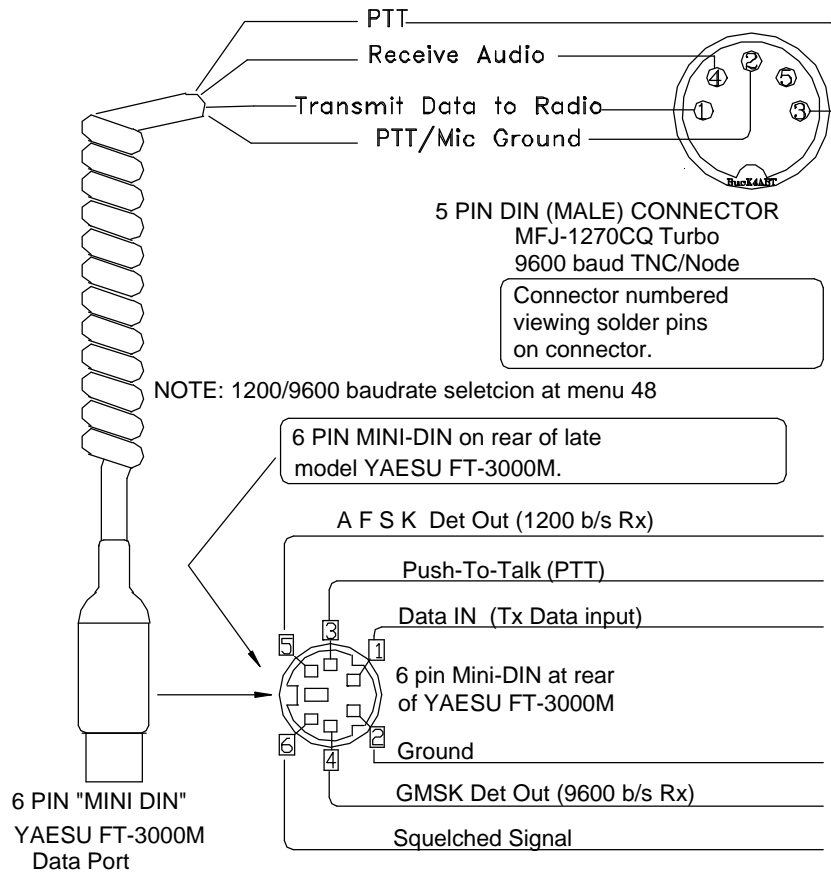 PTT
Receive Audio
Transmit Data to Radio
PTT/Mic Ground
4 2 5
1 3
5 PIN DIN (MALE) CONNECTOR
MFJ-1270CQ Turbo
9600 baud TNC/Node
Connector numbered
viewing solder pins
on connector.
NOTE: 1200/9600 baudrate seletcion at menu 48
6 PIN MINI-DIN on rear of late
model YAESU FT-3000M.
A F S K Det Out (1200 b/s Rx)
Push-To-Talk (PTT)
Data IN (Tx Data input)
5 3 1
6 pin Mini-DIN at rear
of YAESU FT-3000M
6 4 2
Ground
GMSK Det Out (9600 b/s Rx)
Squelched Signal
6 PIN "MINI DIN"
YAESU FT-3000M
Data Port